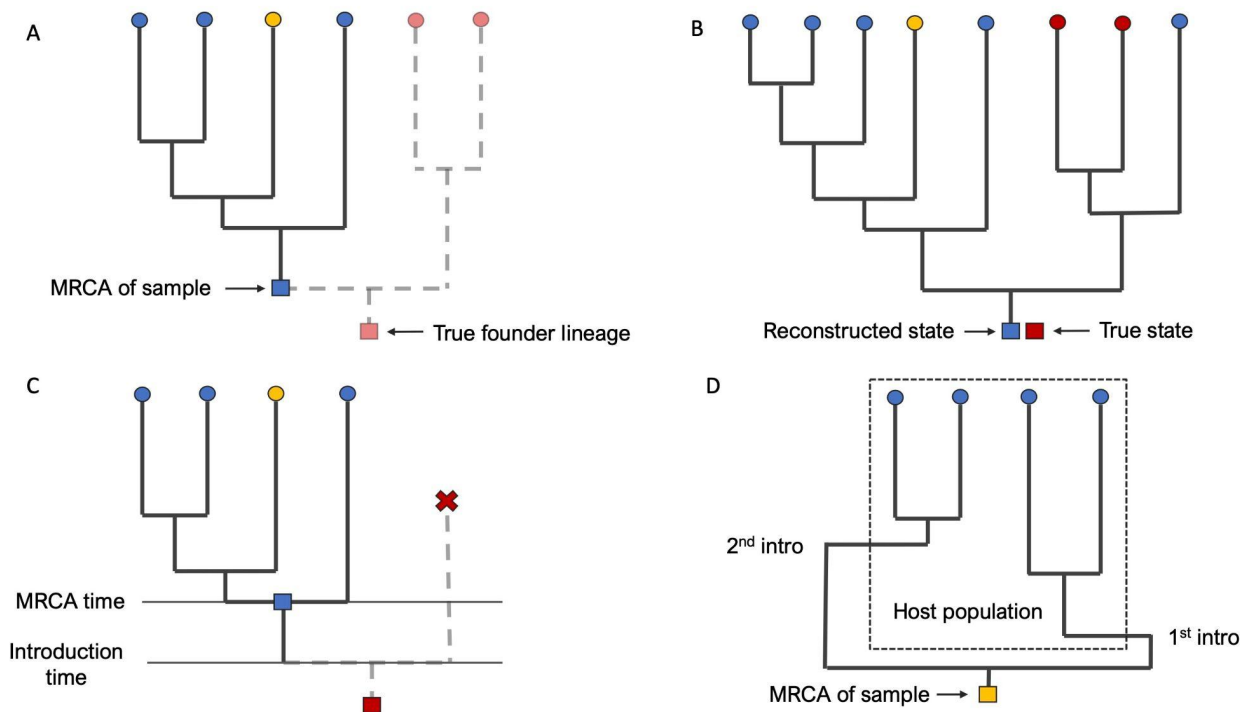 A
MRCA of sample
True founder lineage
B
Reconstructed state
True state
C
MRCA time
Introduction
time
D
2nd intro
Host population
1st intro
MRCA of sample